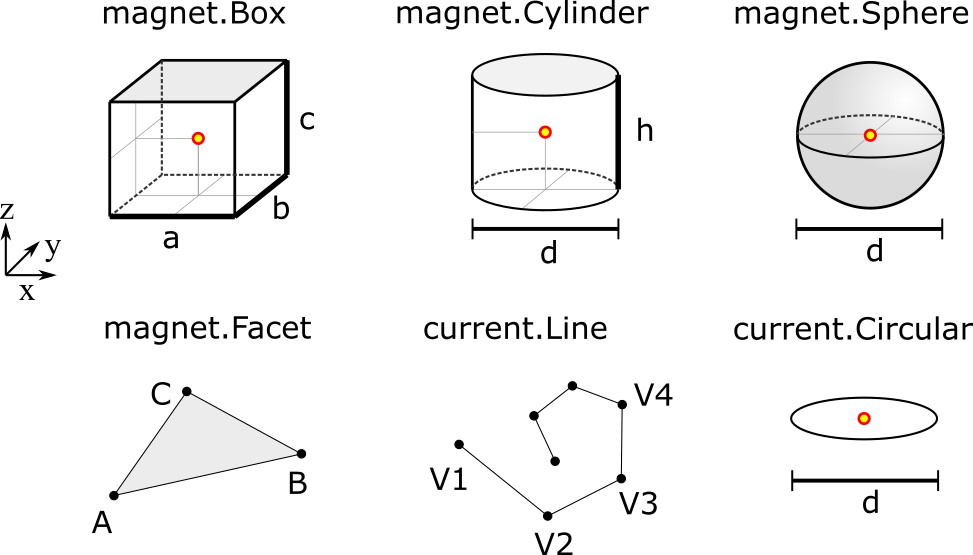 magnet.Box
magnet.Cylinder
magnet.Sphere
c
h
b
a
d
d
z
y
x
magnet.Facet
current.Line
current.Circular
C
V4
B
V1
A
V3
V2
d